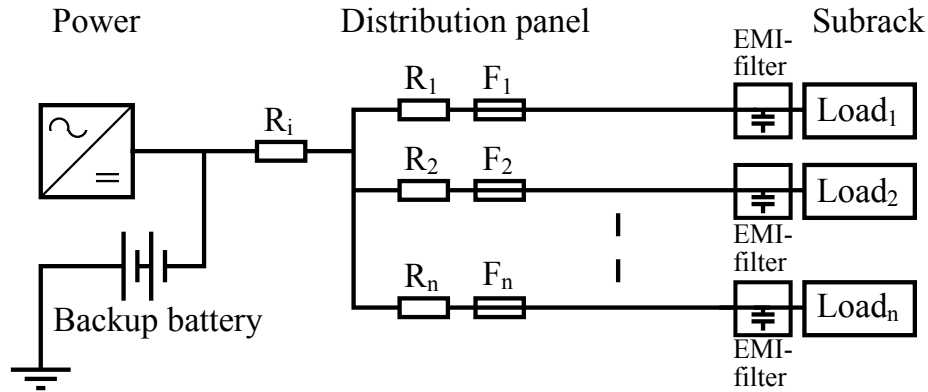 Power
Distribution panel
EMI-
filter
Subrack
R₁
F₁
Load₁
Rᵢ
R₂
F₂
Load₂
EMI-
filter
Rₙ
Fₙ
Loadₙ
Backup battery
EMI-
filter